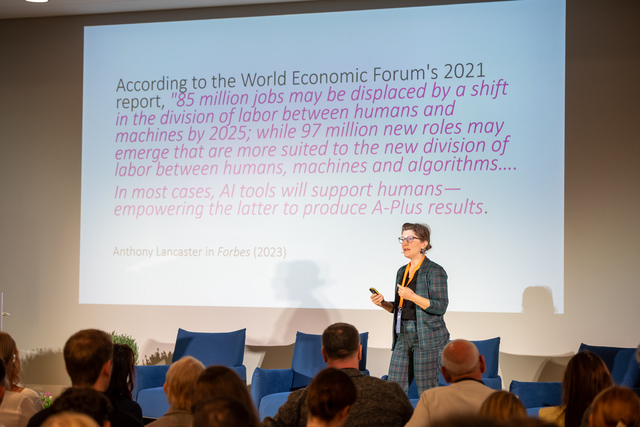 According to the World Economic Forum's 2021
report, "85 million jobs may be displaced by a shift
in the division of labor between humans and
machines by 2025; while 97 million new roles may
emerge that are more suited to the new division of
labor between humans, machines and algorithms....
In most cases, AI tools will support humans—
empowering the latter to produce A-Plus results.
Anthony Lancaster in Forbes (2023)